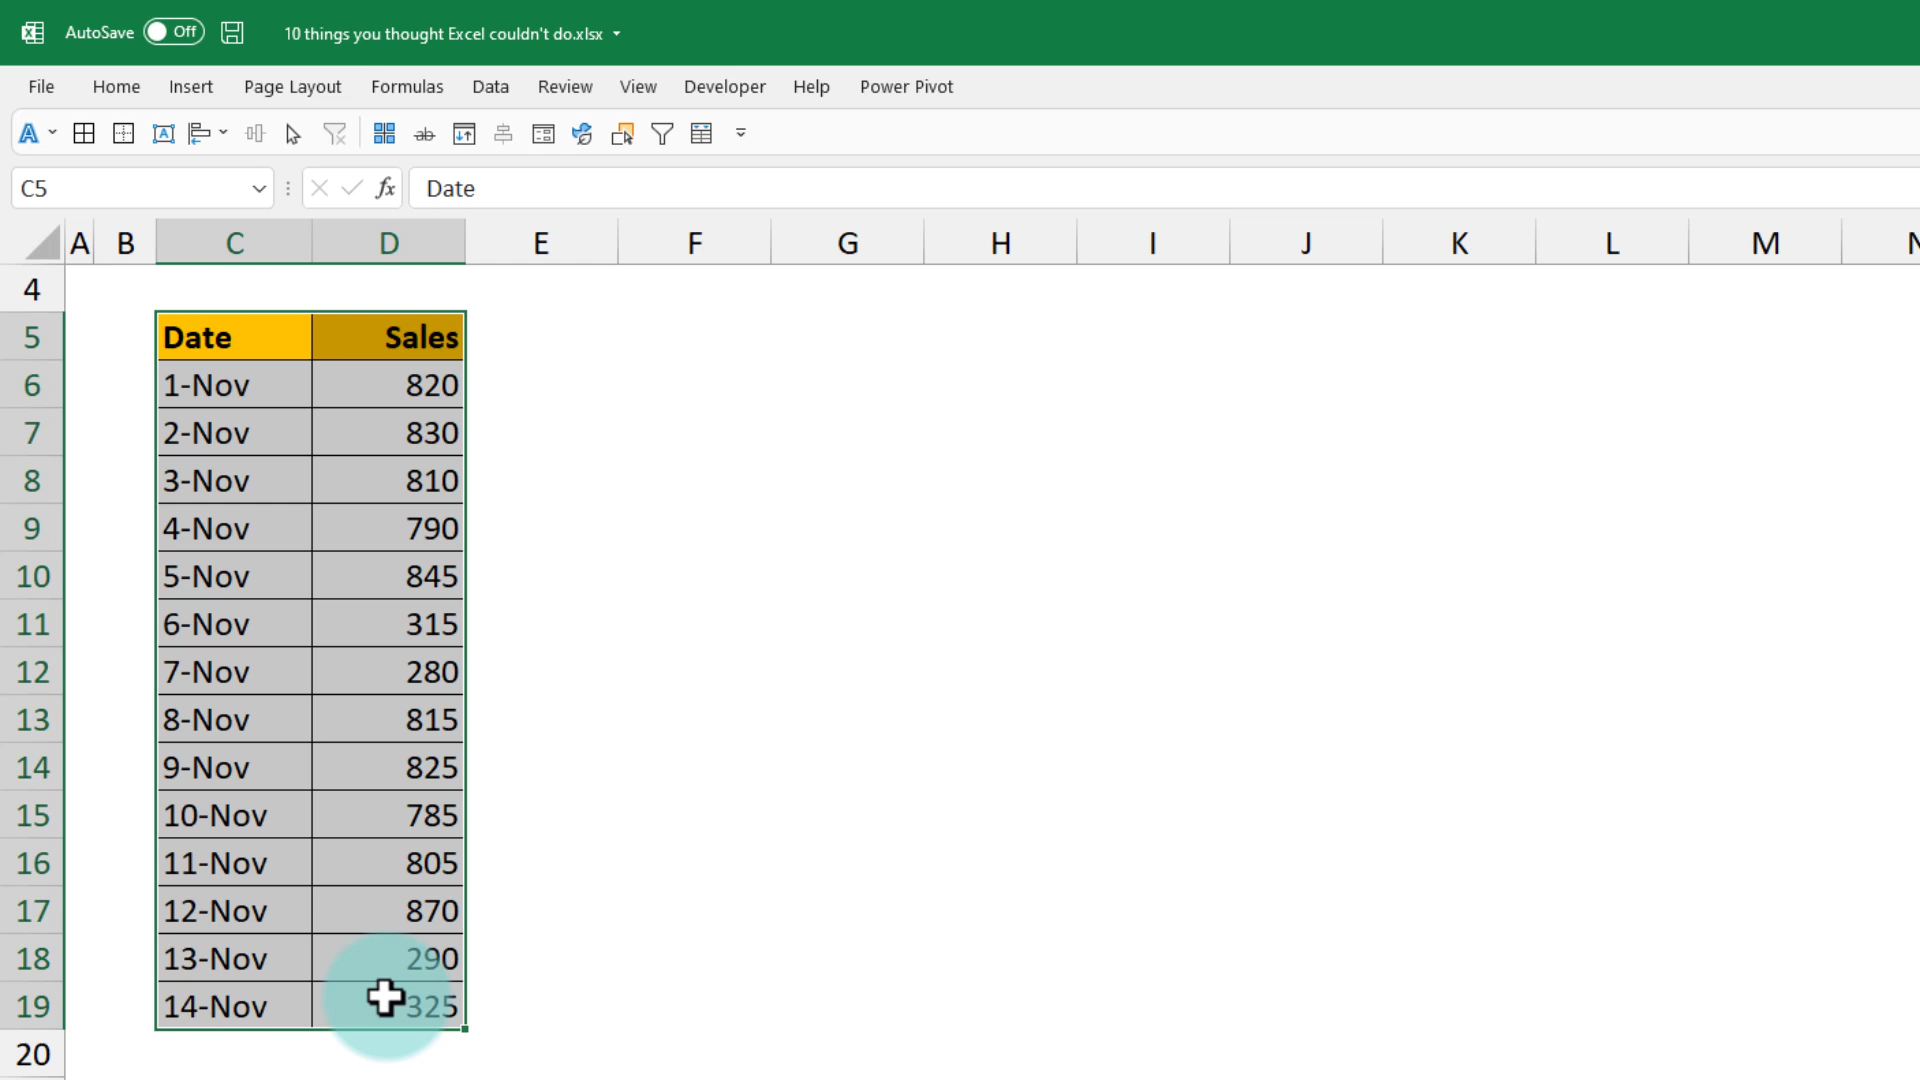 AutoSave Off 10 things you thought Excel couldn't do.xlsx
File Home Insert Page Layout Formulas Data Review View Developer Help Power Pivot
C5 fx Date
A B C D E F G H I J K L M N
4
5 Date Sales
6 1-Nov 820
7 2-Nov 830
8 3-Nov 810
9 4-Nov 790
10 5-Nov 845
11 6-Nov 315
12 7-Nov 280
13 8-Nov 815
14 9-Nov 825
15 10-Nov 785
16 11-Nov 805
17 12-Nov 870
18 13-Nov 290
19 14-Nov 325
20